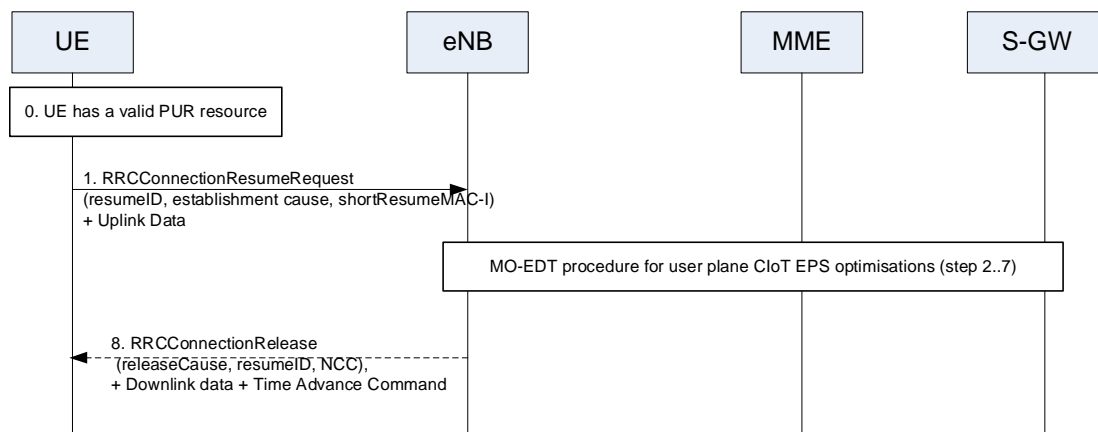 UE
eNB
MME
S-GW
0. UE has a valid PUR resource
1. RRCConnectionResumeRequest
(resumeID, establishment cause, shortResumeMAC-I)
+ Uplink Data
MO-EDT procedure for user plane CIoT EPS optimisations (step 2..7)
8. RRCConnectionRelease
(releaseCause, resumeID, NCC),
+ Downlink data + Time Advance Command